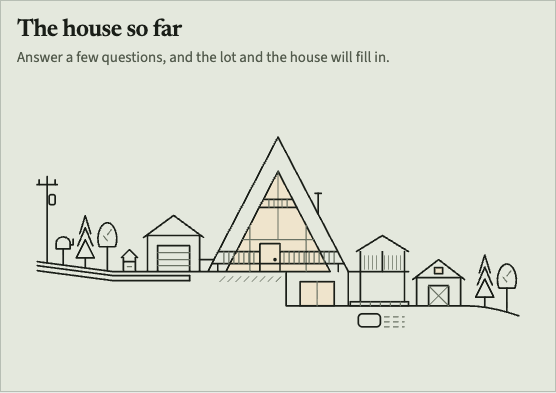 The house so far
Answer a few questions, and the lot and the house will fill in.